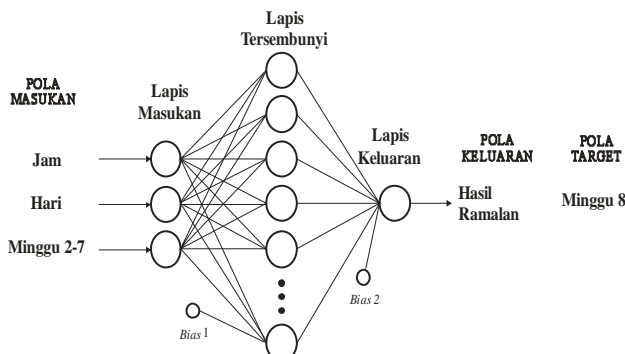 Lapis
Tersembunyi
POLA
MASUKAN
Lapis
Masukan
Lapis
Keluaran
POLA
KELUARAN
POLA
TARGET
Jam
Hari
Minggu 2-7
Hasil
Ramalan
Minggu 8
Bias 1
Bias 2